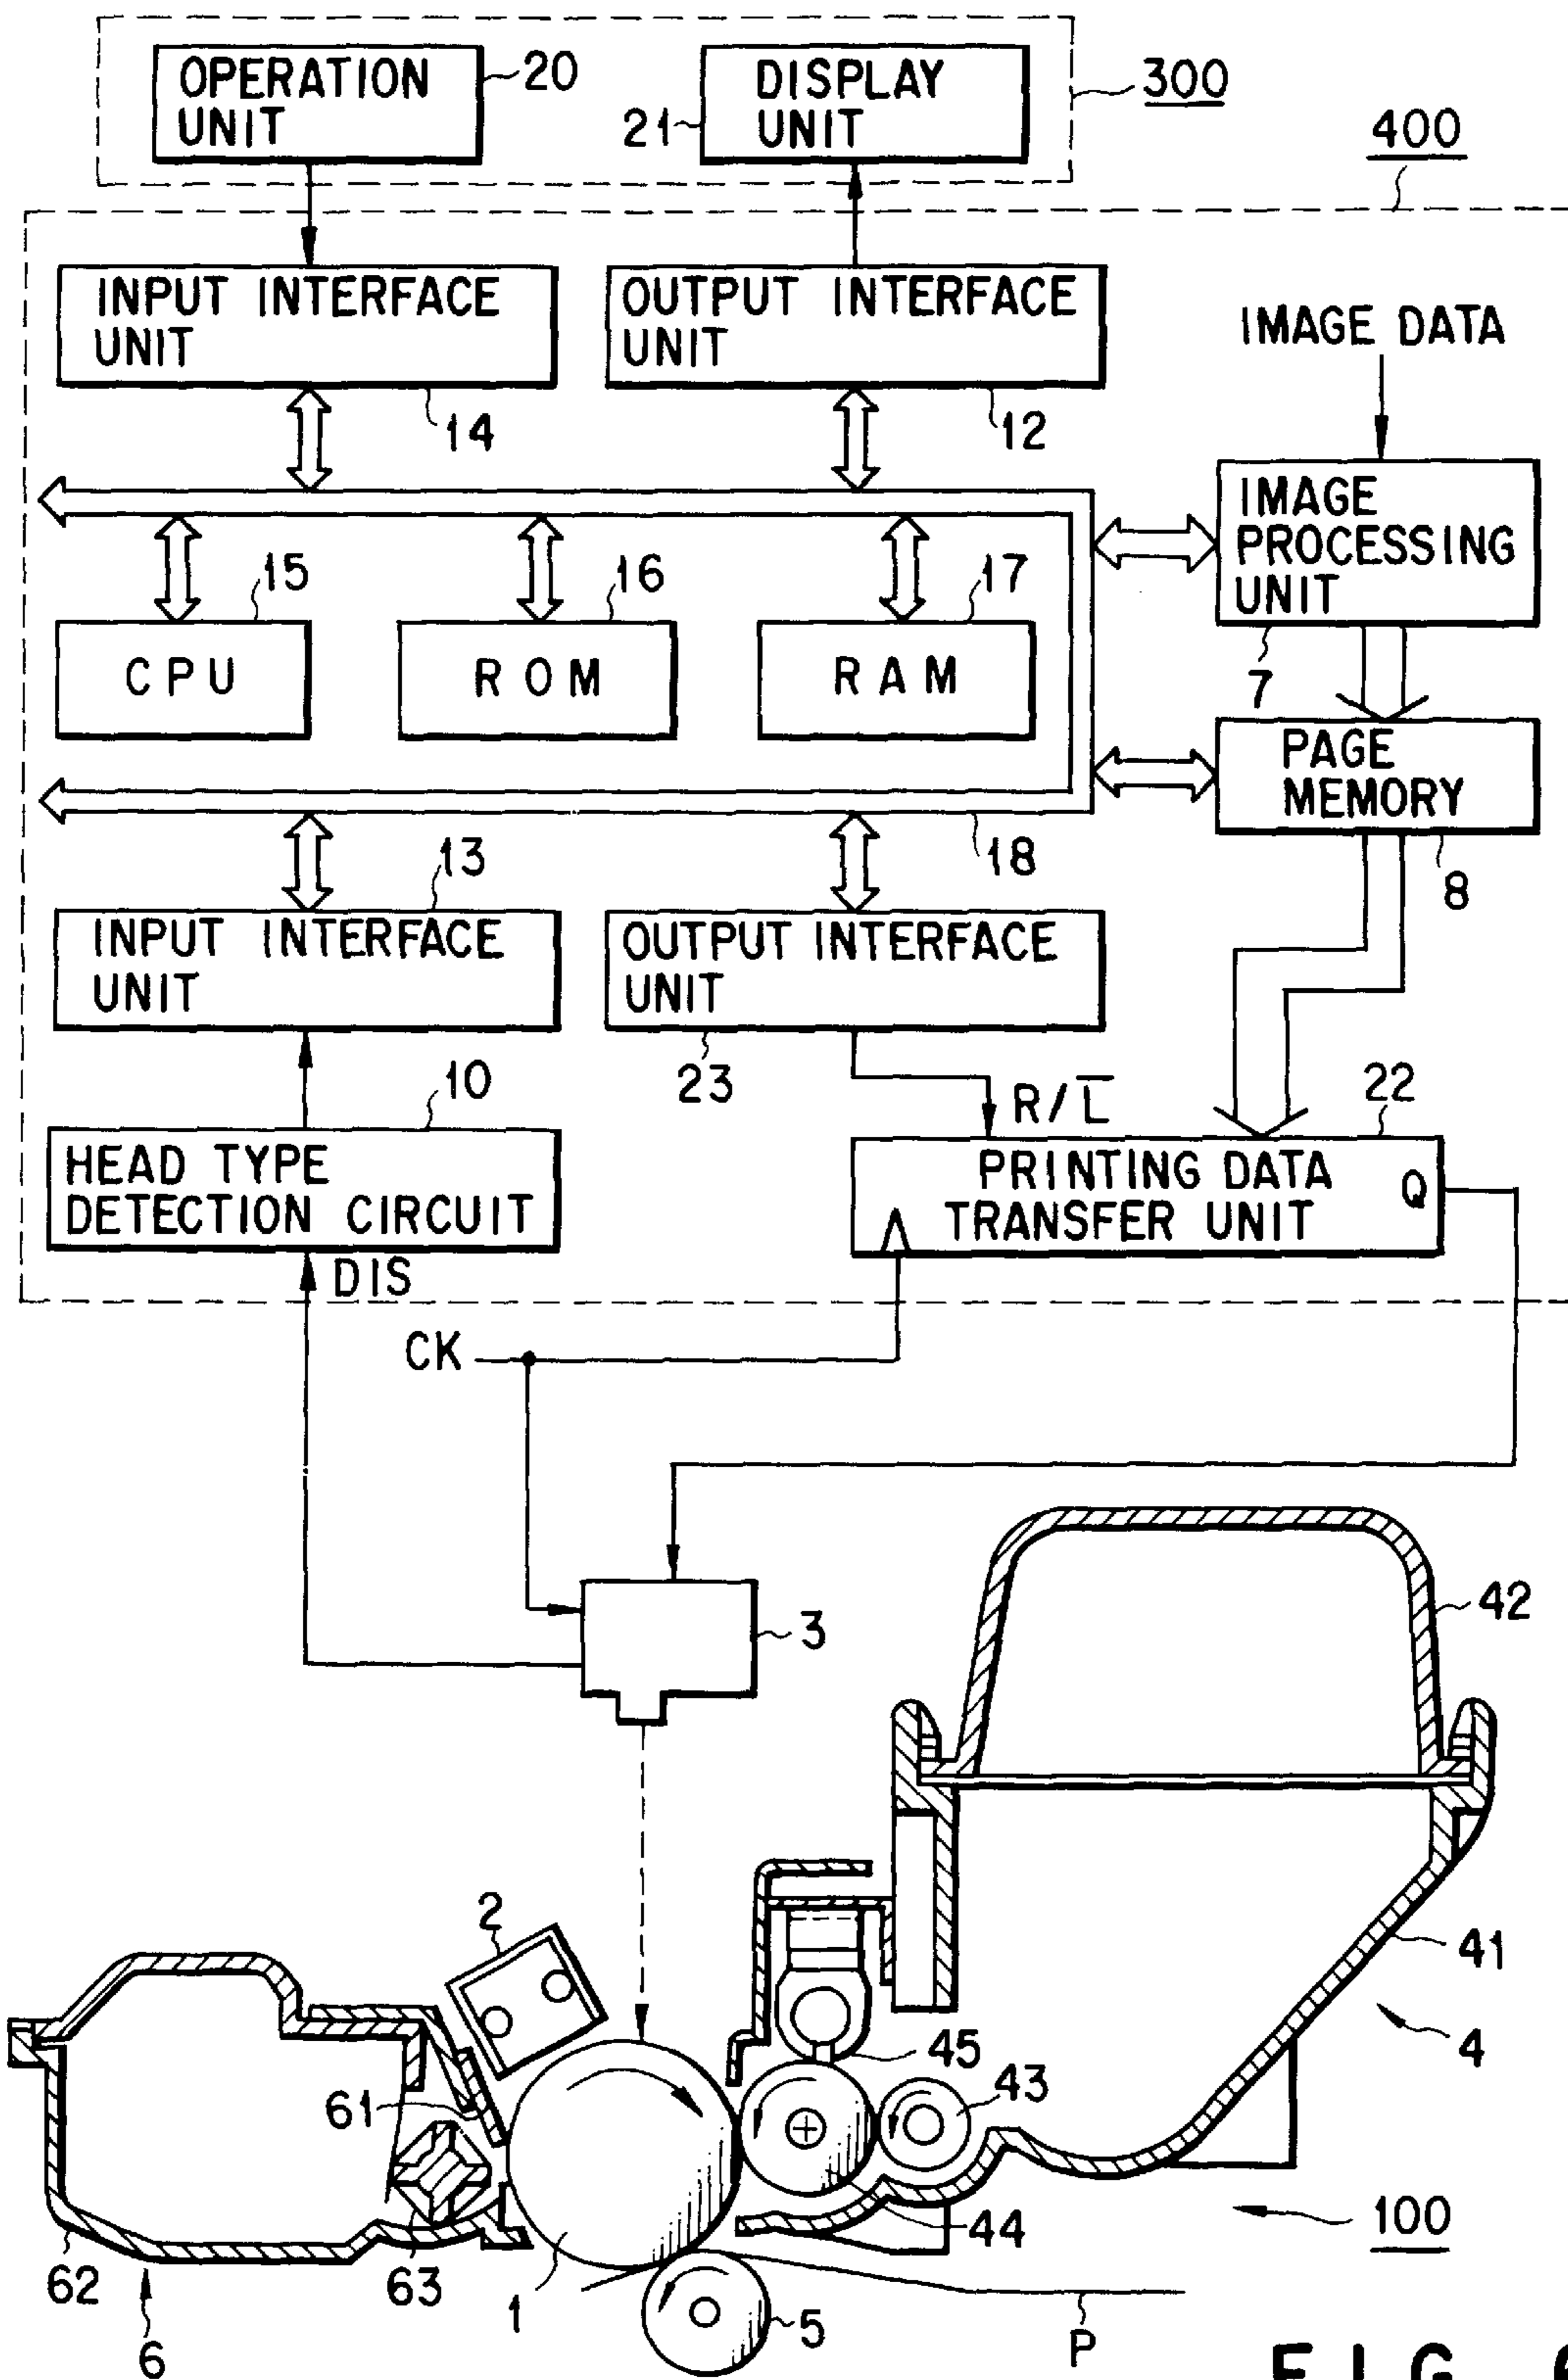 OPERATION
UNIT
20
DISPLAY
UNIT
21
300
400
INPUT INTERFACE
UNIT
14
OUTPUT INTERFACE
UNIT
12
IMAGE DATA
IMAGE
PROCESSING
UNIT
7
15
CPU
16
ROM
17
RAM
PAGE
MEMORY
8
18
13
INPUT INTERFACE
UNIT
OUTPUT INTERFACE
UNIT
23
10
HEAD TYPE
DETECTION CIRCUIT
DIS
R/L̅
22
PRINTING DATA
TRANSFER UNIT
Q
CK
3
42
2
41
4
45
43
61
44
100
62
63
1
5
6
P
FIG.